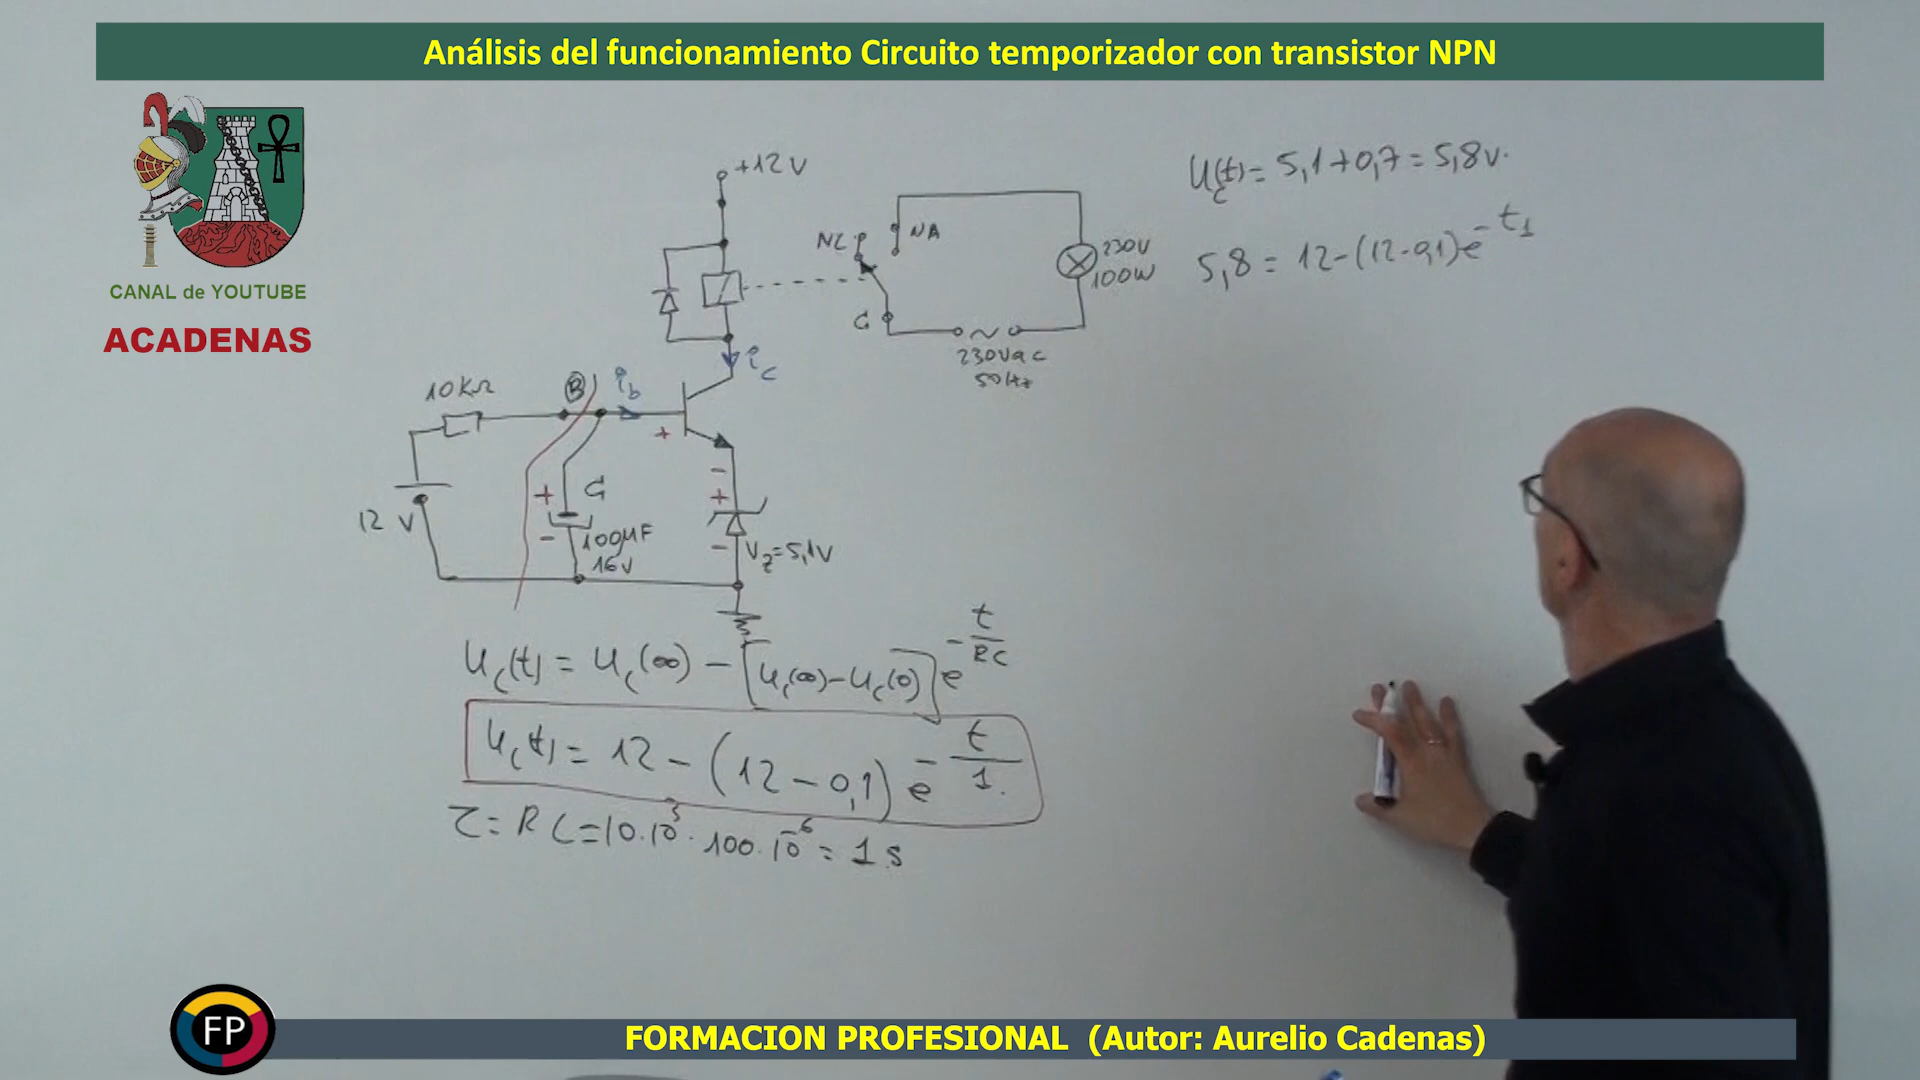 Análisis del funcionamiento Circuito temporizador con transistor NPN
CANAL de YOUTUBE
ACADENAS
+12V
NC
NA
230V
100W
C
230Vac
50Hz
ic
10KΩ
B
ib
+
-
+
-
+
-
C
100µF
16V
12 V
Vz=5,1V
Uc(t)= 5,1+0,7=5,8v.
5,8 = 12-(12-0,1)e^-t1
Uc(t) = Uc(∞) - [Uc(∞)-Uc(0)] e^-t/RC
Uc(t) = 12 - (12-0,1) e^-t/1.
τ= RC=10.10^3. 100.10^-6 = 1s
FP
FORMACION PROFESIONAL (Autor: Aurelio Cadenas)